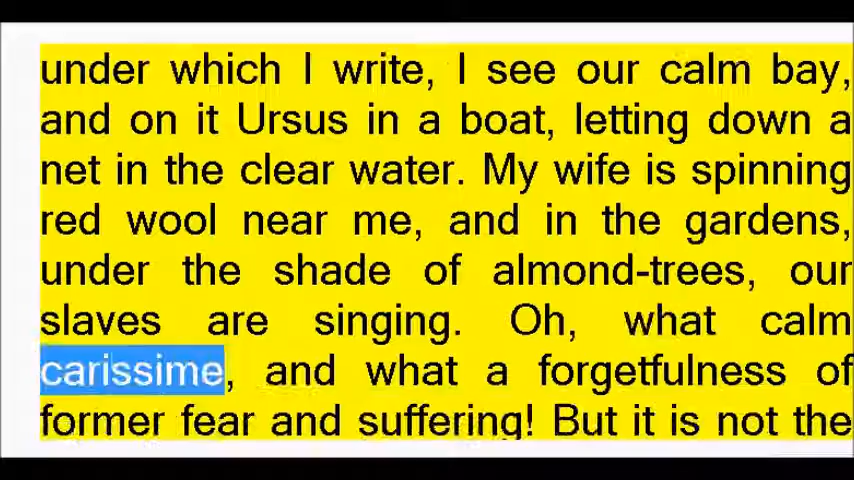 under which I write, I see our calm bay,
and on it Ursus in a boat, letting down a
net in the clear water. My wife is spinning
red wool near me, and in the gardens,
under the shade of almond-trees, our
slaves are singing. Oh, what calm
carissime, and what a forgetfulness of
former fear and suffering! But it is not the